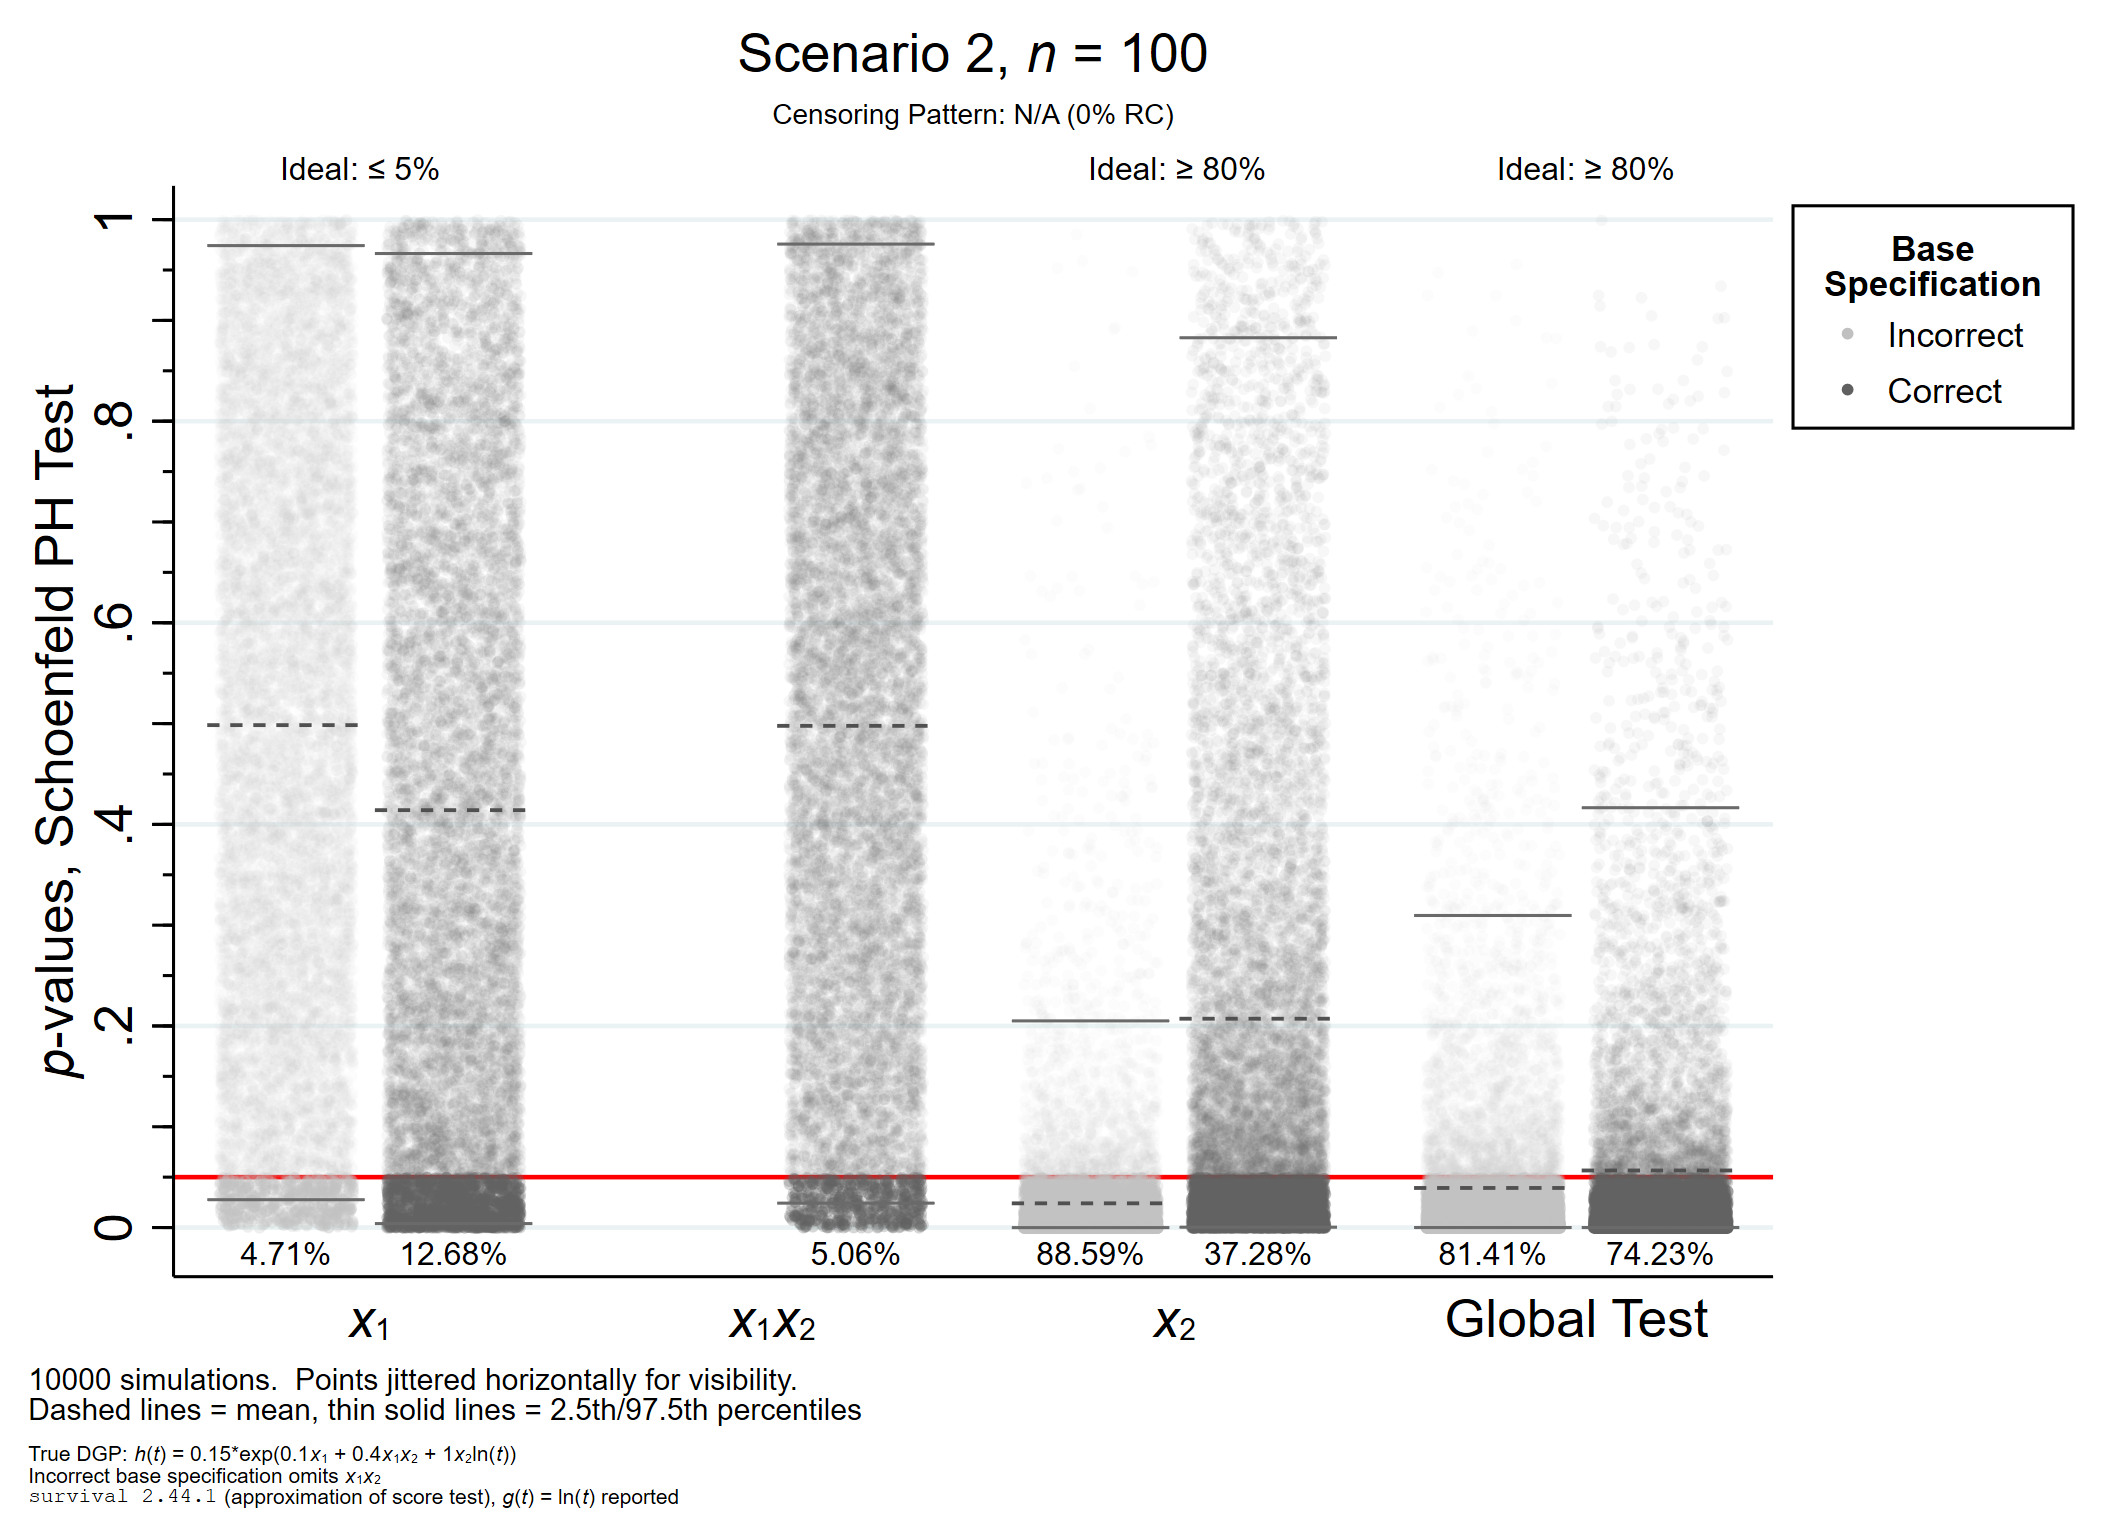 Scenario 2, n = 100
Censoring Pattern: N/A (0% RC)
Ideal: ≤ 5%
Ideal: ≥ 80%
Ideal: ≥ 80%
p-values, Schoenfeld PH Test
1
.8
.6
.4
.2
0
Base
Specification
Incorrect
Correct
4.71%
12.68%
5.06%
88.59%
37.28%
81.41%
74.23%
x₁
x₁x₂
x₂
Global Test
10000 simulations.  Points jittered horizontally for visibility.
Dashed lines = mean, thin solid lines = 2.5th/97.5th percentiles
True DGP: h(t) = 0.15*exp(0.1x₁ + 0.4x₁x₂ + 1x₂ln(t))
Incorrect base specification omits x₁x₂
survival 2.44.1 (approximation of score test), g(t) = ln(t) reported